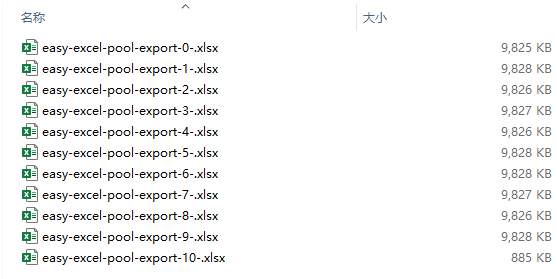 名称 大小
easy-excel-pool-export-0-.xlsx 9,825 KB
easy-excel-pool-export-1-.xlsx 9,828 KB
easy-excel-pool-export-2-.xlsx 9,826 KB
easy-excel-pool-export-3-.xlsx 9,827 KB
easy-excel-pool-export-4-.xlsx 9,826 KB
easy-excel-pool-export-5-.xlsx 9,828 KB
easy-excel-pool-export-6-.xlsx 9,828 KB
easy-excel-pool-export-7-.xlsx 9,827 KB
easy-excel-pool-export-8-.xlsx 9,826 KB
easy-excel-pool-export-9-.xlsx 9,828 KB
easy-excel-pool-export-10-.xlsx 885 KB